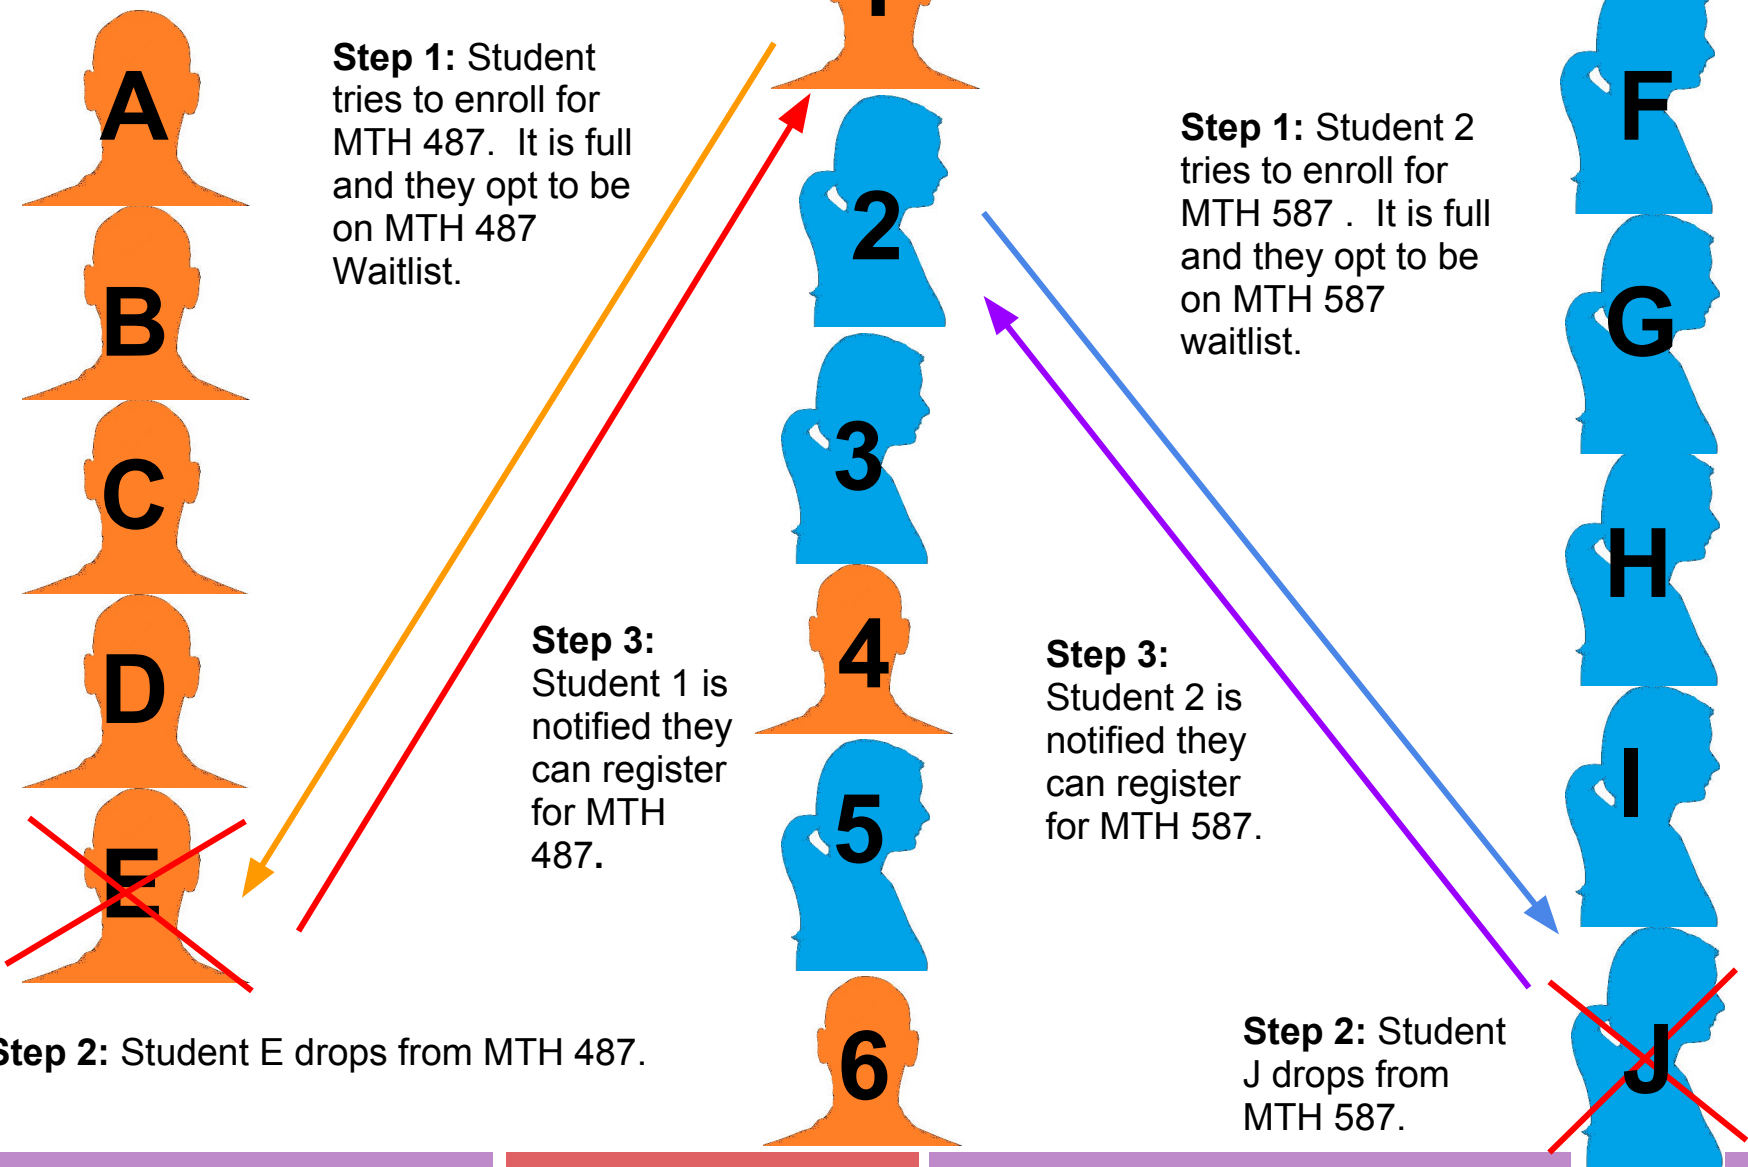 A
B
C
D
E
Step 1: Student
tries to enroll for
MTH 487.  It is full
and they opt to be
on MTH 487
Waitlist.
Step 3:
Student 1 is
notified they
can register
for MTH
487.
Step 2: Student E drops from MTH 487.
1
2
3
4
5
6
Step 1: Student 2
tries to enroll for
MTH 587 .  It is full
and they opt to be
on MTH 587
waitlist.
Step 3:
Student 2 is
notified they
can register
for MTH 587.
Step 2: Student
J drops from
MTH 587.
F
G
H
I
J